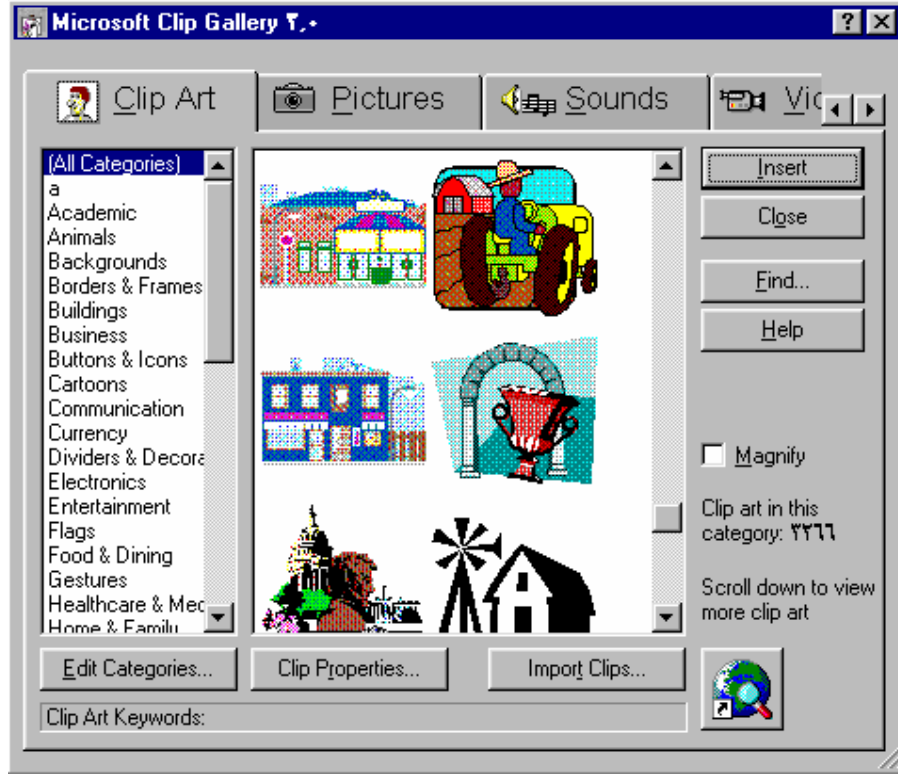 Microsoft Clip Gallery ٢,٠
Clip Art
Pictures
Sounds
Vid
(All Categories)
a
Academic
Animals
Backgrounds
Borders & Frames
Buildings
Business
Buttons & Icons
Cartoons
Communication
Currency
Dividers & Decora
Electronics
Entertainment
Flags
Food & Dining
Gestures
Healthcare & Med
Home & Family
Insert
Close
Find...
Help
Magnify
Clip art in this
category: ٣٢٦٦
Scroll down to view
more clip art
Edit Categories...
Clip Properties...
Import Clips...
Clip Art Keywords: